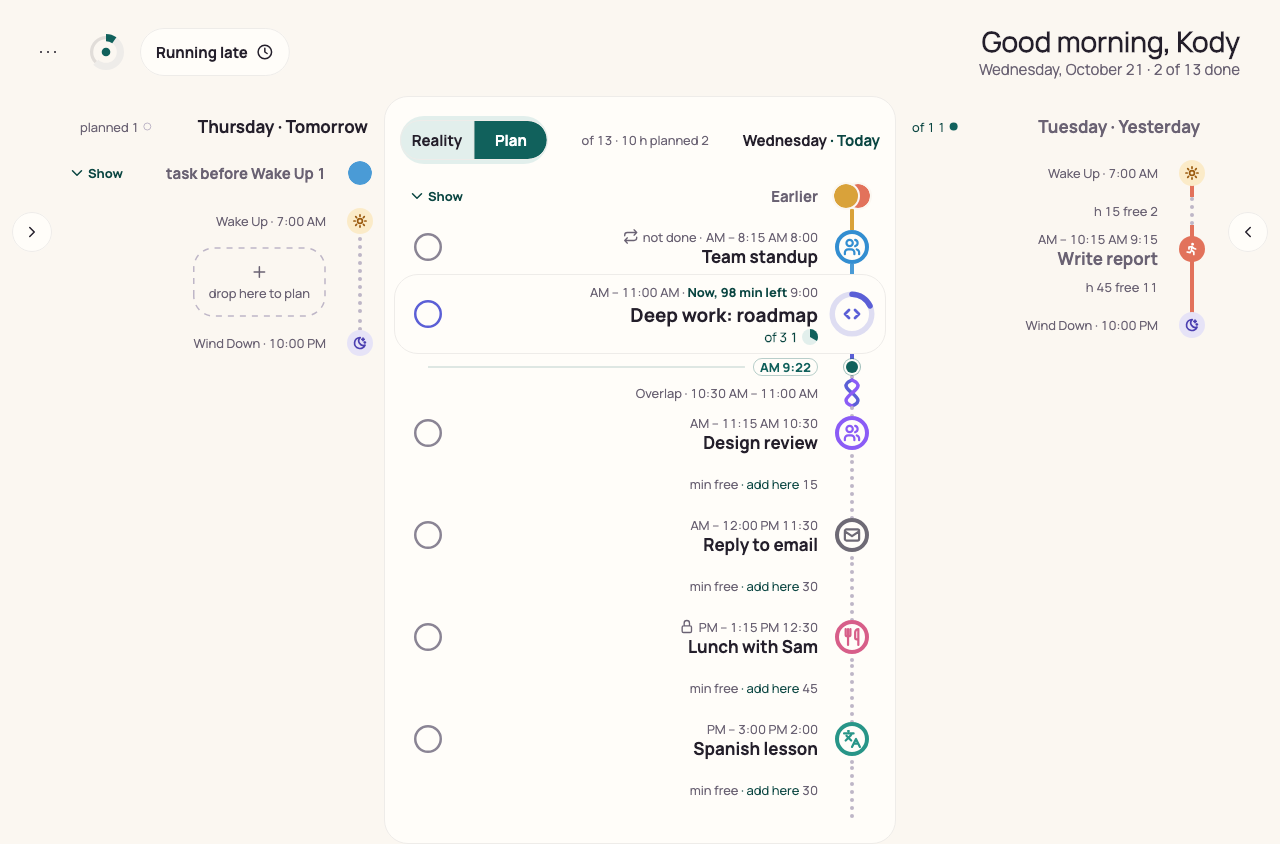 Good morning, Kody
Wednesday, October 21 · 2 of 13 done
Running late
Tuesday · Yesterday
of 1 1
Wake Up · 7:00 AM
h 15 free 2
AM – 10:15 AM 9:15
Write report
h 45 free 11
Wind Down · 10:00 PM
Wednesday · Today
of 13 · 10 h planned 2
Reality
Plan
Earlier
Show
not done · AM – 8:15 AM 8:00
Team standup
AM – 11:00 AM · Now, 98 min left 9:00
Deep work: roadmap
of 3 1
AM 9:22
Overlap · 10:30 AM – 11:00 AM
AM – 11:15 AM 10:30
Design review
min free · add here 15
AM – 12:00 PM 11:30
Reply to email
min free · add here 30
PM – 1:15 PM 12:30
Lunch with Sam
min free · add here 45
PM – 3:00 PM 2:00
Spanish lesson
min free · add here 30
Thursday · Tomorrow
planned 1
task before Wake Up 1
Show
Wake Up · 7:00 AM
drop here to plan
Wind Down · 10:00 PM